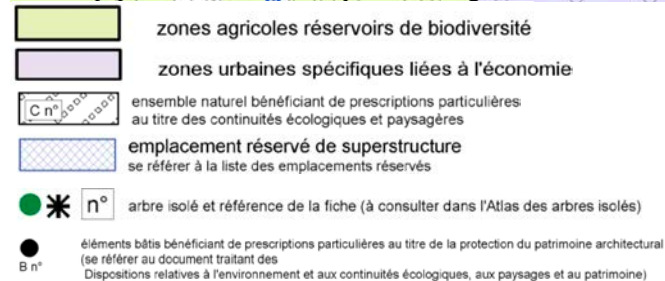 zones agricoles réservoirs de biodiversité
zones urbaines spécifiques liées à l'économie
C n°
ensemble naturel bénéficiant de prescriptions particulières
au titre des continuités écologiques et paysagères
emplacement réservé de superstructure
se référer à la liste des emplacements réservés
n° arbre isolé et référence de la fiche (à consulter dans l'Atlas des arbres isolés)
B n°
éléments bâtis bénéficiant de prescriptions particulières au titre de la protection du patrimoine architectural
(se référer au document traitant des
Dispositions relatives à l'environnement et aux continuités écologiques, aux paysages et au patrimoine)